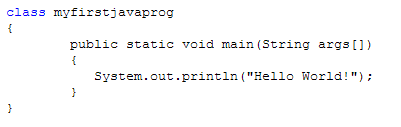 class myfirstjavaprog
{
        public static void main(String args[])
        {
           System.out.println("Hello World!");
        }
}